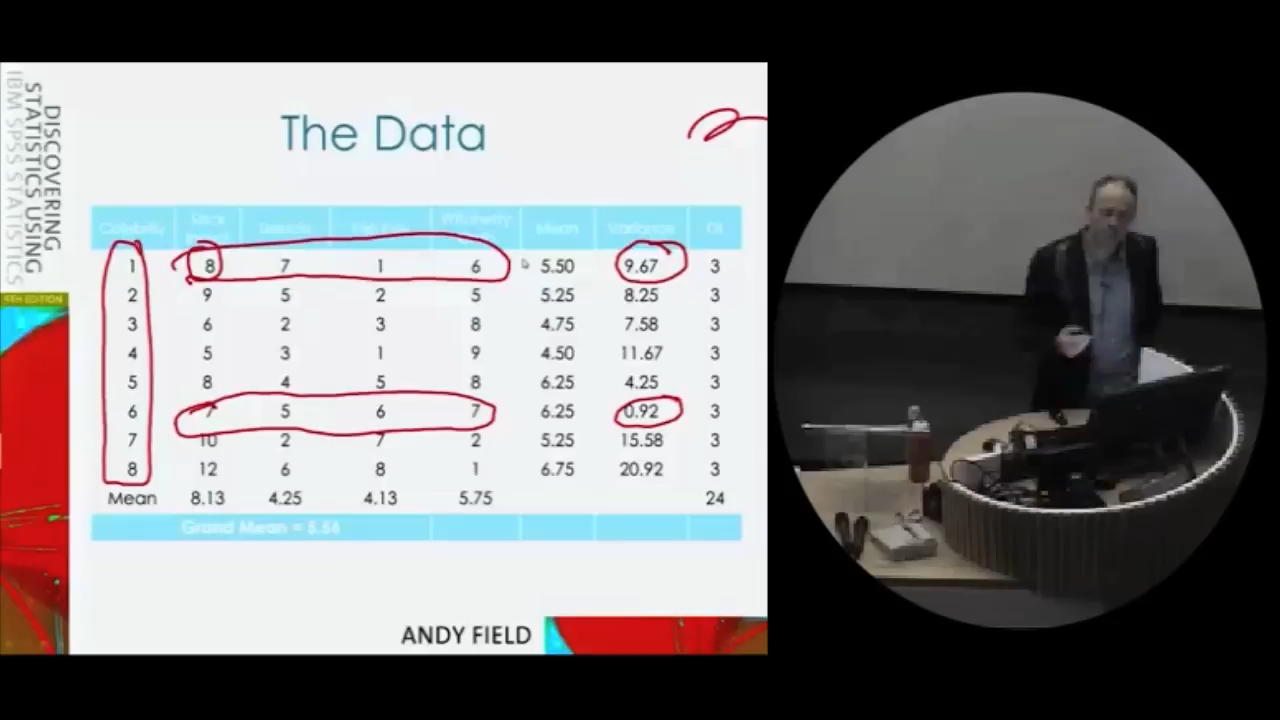 DISCOVERING
STATISTICS USING
IBM SPSS STATISTICS
The Data
Celebrity Mean Variance Df
1 8 7 1 6 5.50 9.67 3
2 9 5 2 5 5.25 8.25 3
3 6 2 3 8 4.75 7.58 3
4 5 3 1 9 4.50 11.67 3
5 8 4 5 8 6.25 4.25 3
6 7 5 6 7 6.25 0.92 3
7 10 2 7 2 5.25 15.58 3
8 12 6 8 1 6.75 20.92 3
Mean 8.13 4.25 4.13 5.75 24
Grand Mean = 5.56
ANDY FIELD